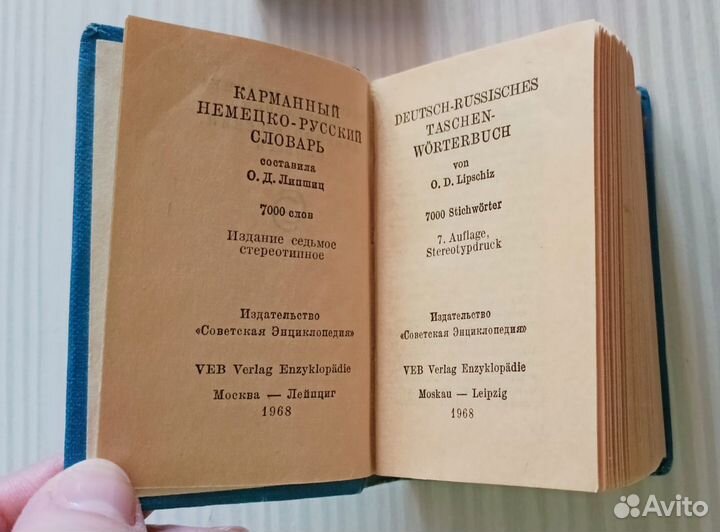 КАРМАННЫЙ
НЕМЕЦКО-РУССКИЙ
СЛОВАРЬ
составила
О. Д. Липшиц
7000 слов
Издание седьмое
стереотипное
Издательство
«Советская Энциклопедия»
VEB Verlag Enzyklopädie
Москва — Лейпциг
1968
DEUTSCH-RUSSISCHES
TASCHEN-
WÖRTERBUCH
von
O. D. Lipschiz
7000 Stichwörter
7. Auflage,
Stereotypdruck
Издательство
«Советская Энциклопедия»
VEB Verlag Enzyklopädie
Moskau — Leipzig
1968
Avito